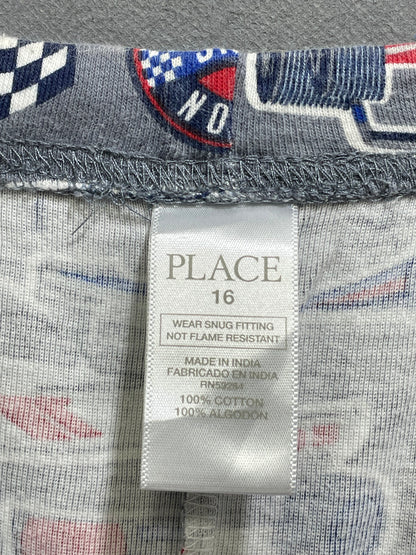 NO
PLACE
16
WEAR SNUG FITTING
NOT FLAME RESISTANT
MADE IN INDIA
FABRICADO EN INDIA
RN59284
100% COTTON
100% ALGODON